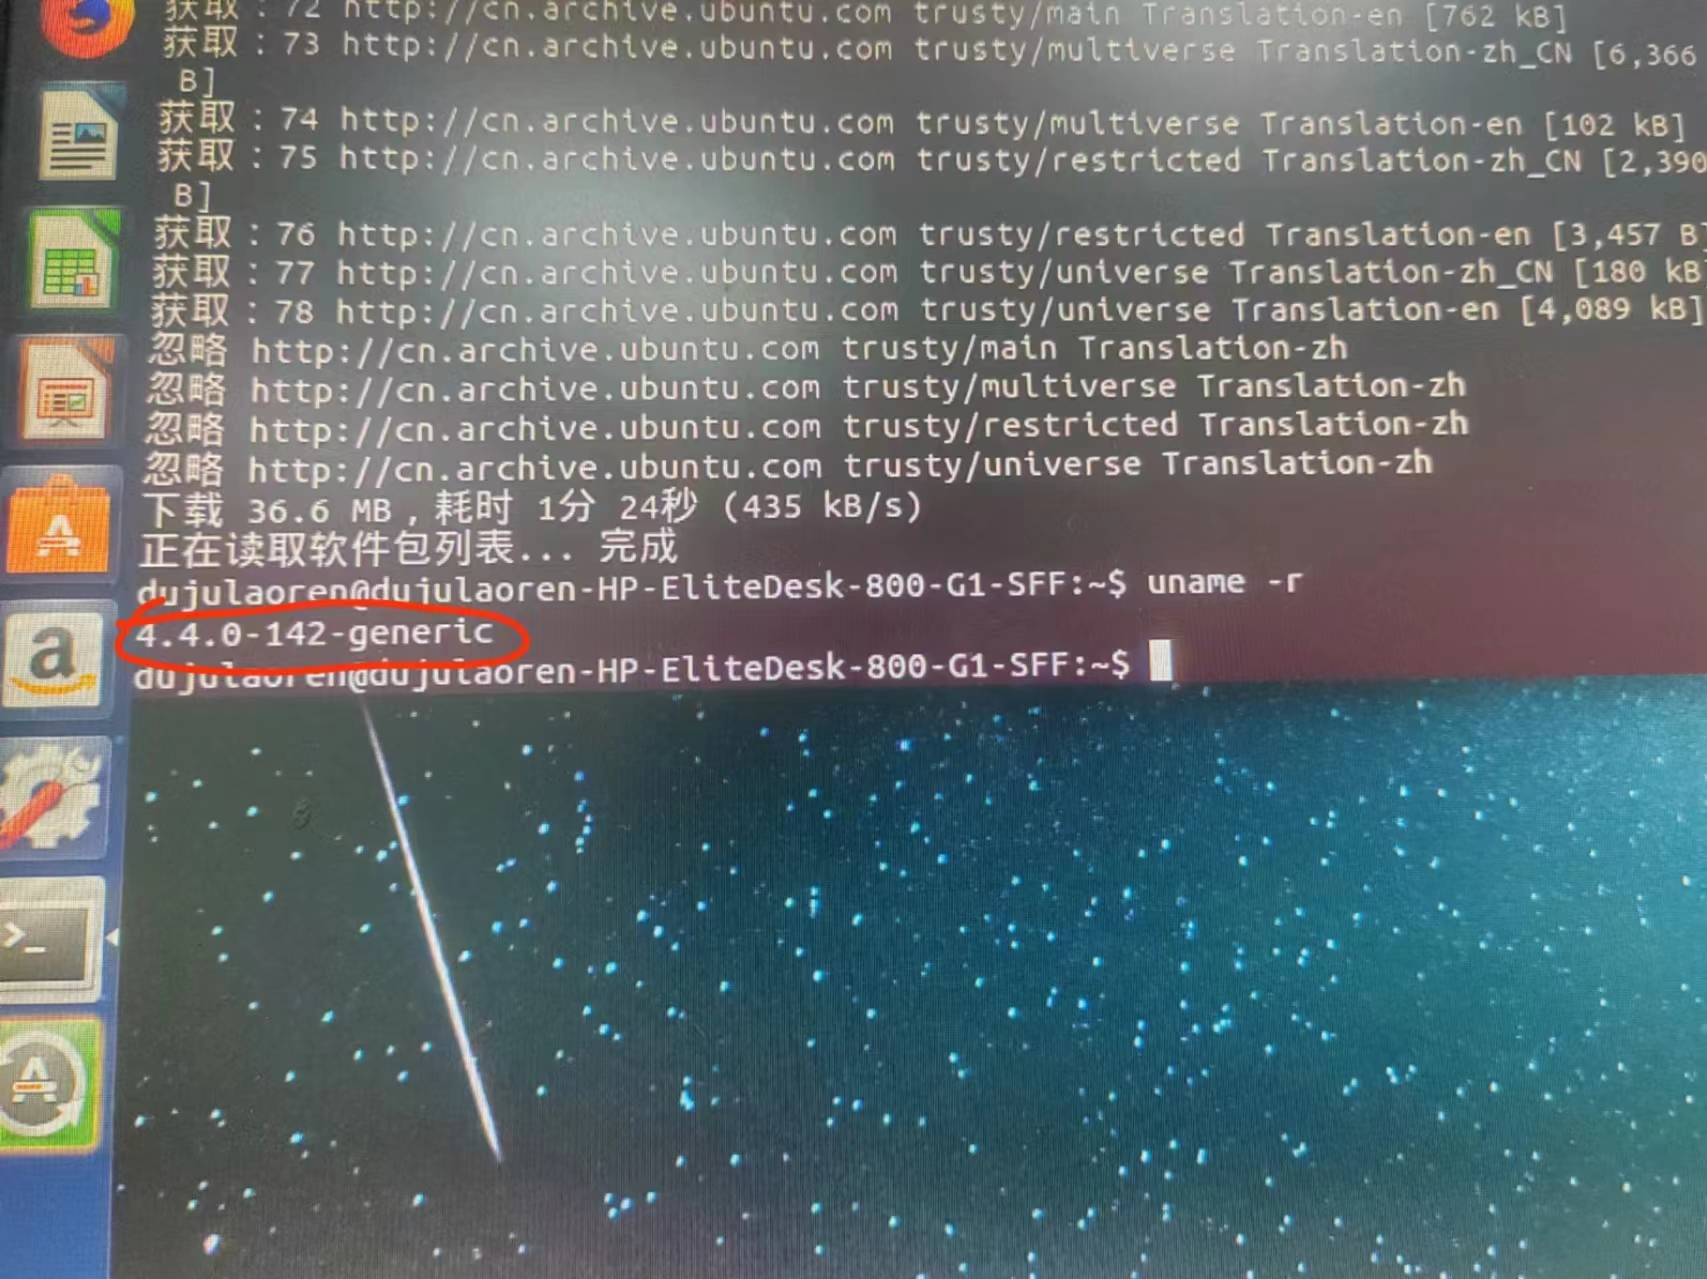 获取：72 http://cn.archive.ubuntu.com trusty/main Translation-en [762 kB]
获取：73 http://cn.archive.ubuntu.com trusty/multiverse Translation-zh_CN [6,366
B]
获取：74 http://cn.archive.ubuntu.com trusty/multiverse Translation-en [102 kB]
获取：75 http://cn.archive.ubuntu.com trusty/restricted Translation-zh_CN [2,390
B]
获取：76 http://cn.archive.ubuntu.com trusty/restricted Translation-en [3,457 B]
获取：77 http://cn.archive.ubuntu.com trusty/universe Translation-zh_CN [180 kB]
获取：78 http://cn.archive.ubuntu.com trusty/universe Translation-en [4,089 kB]
忽略 http://cn.archive.ubuntu.com trusty/main Translation-zh
忽略 http://cn.archive.ubuntu.com trusty/multiverse Translation-zh
忽略 http://cn.archive.ubuntu.com trusty/restricted Translation-zh
忽略 http://cn.archive.ubuntu.com trusty/universe Translation-zh
下载 36.6 MB，耗时 1分 24秒 (435 kB/s)
正在读取软件包列表... 完成
dujulaoren@dujulaoren-HP-EliteDesk-800-G1-SFF:~$ uname -r
4.4.0-142-generic
dujulaoren@dujulaoren-HP-EliteDesk-800-G1-SFF:~$